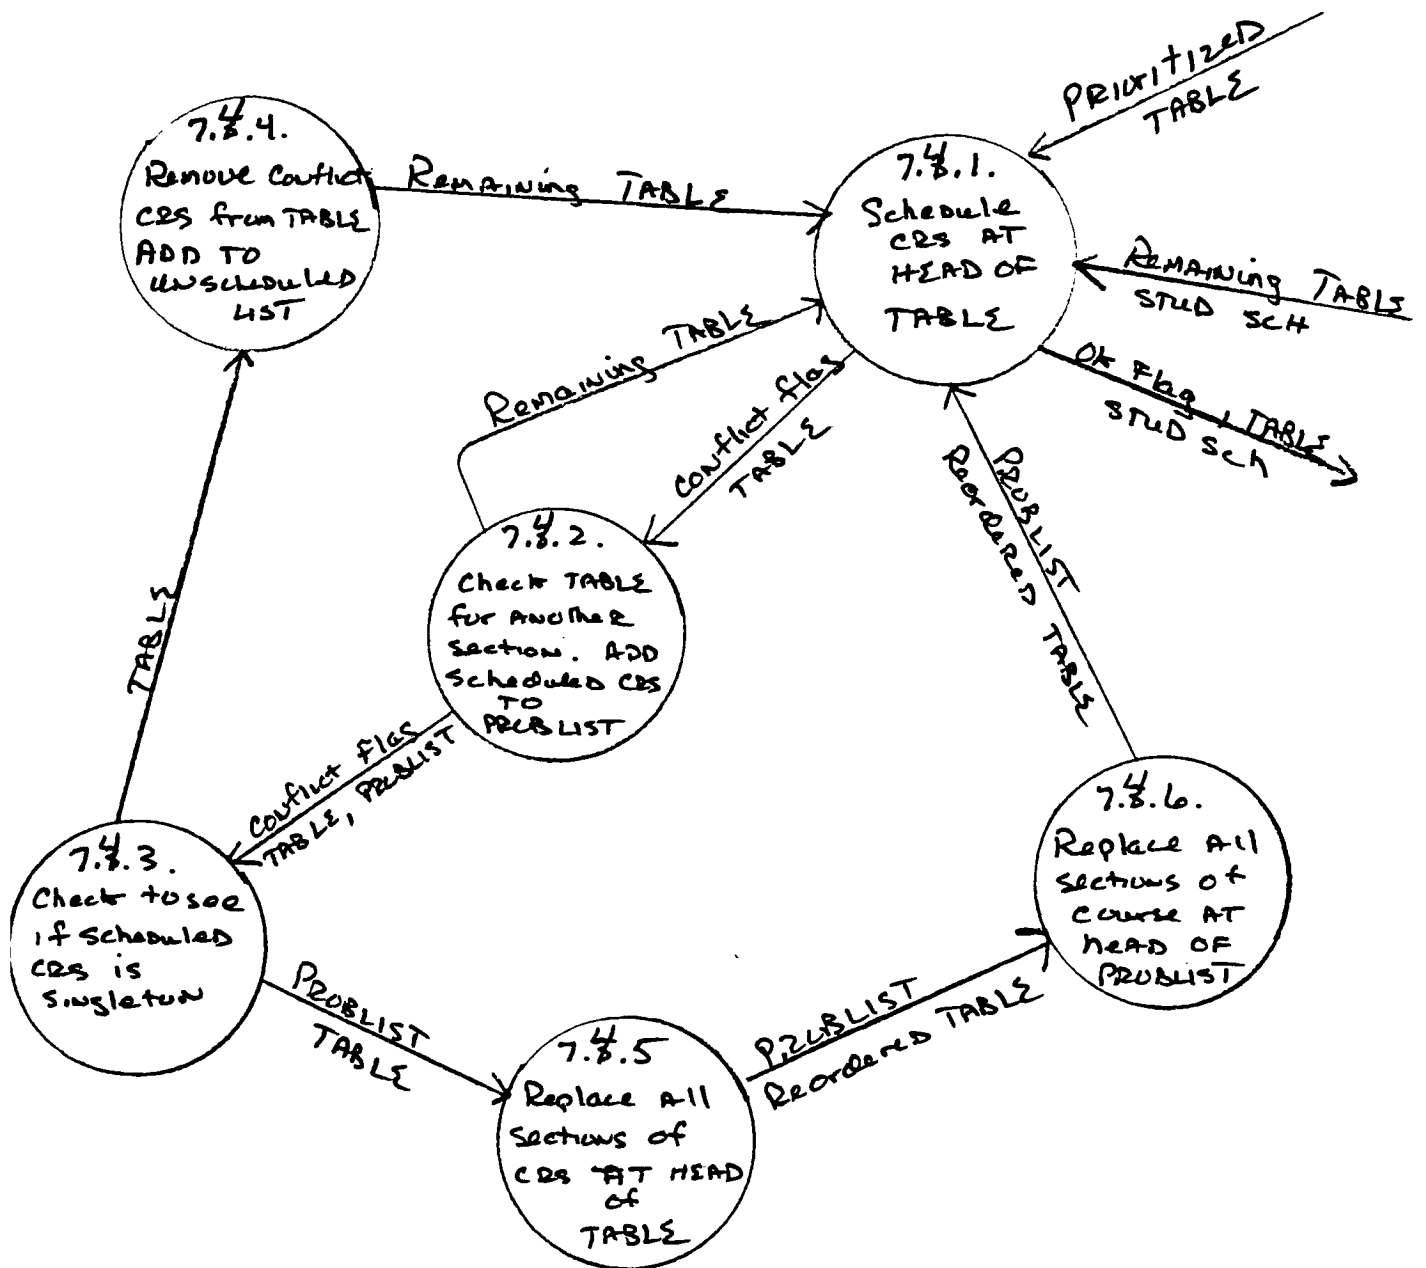 PRIORITIZED
TABLE
7.4.4.
Remove Conflict
CRS from TABLE
ADD TO
UNSCHEDULED
LIST
Remaining TABLE
7.4.1.
Schedule
CRS AT
HEAD OF
TABLE
Remaining TABLE
STUD SCH
OK Flag, TABLE
STUD SCH
Remaining TABLE
Conflict flag
TABLE
PROBLIST
Reordered TABLE
TABLE
7.4.2.
Check TABLE
for Another
section. ADD
scheduled CRS
TO
PROBLIST
Conflict Flag
TABLE, PROBLIST
7.4.3.
Check to see
if scheduled
CRS is
singleton
PROBLIST
TABLE
7.4.5
Replace All
sections of
CRS AT HEAD
of
TABLE
PROBLIST
Reordered TABLE
7.4.6.
Replace All
sections of
course AT
head OF
PROBLIST